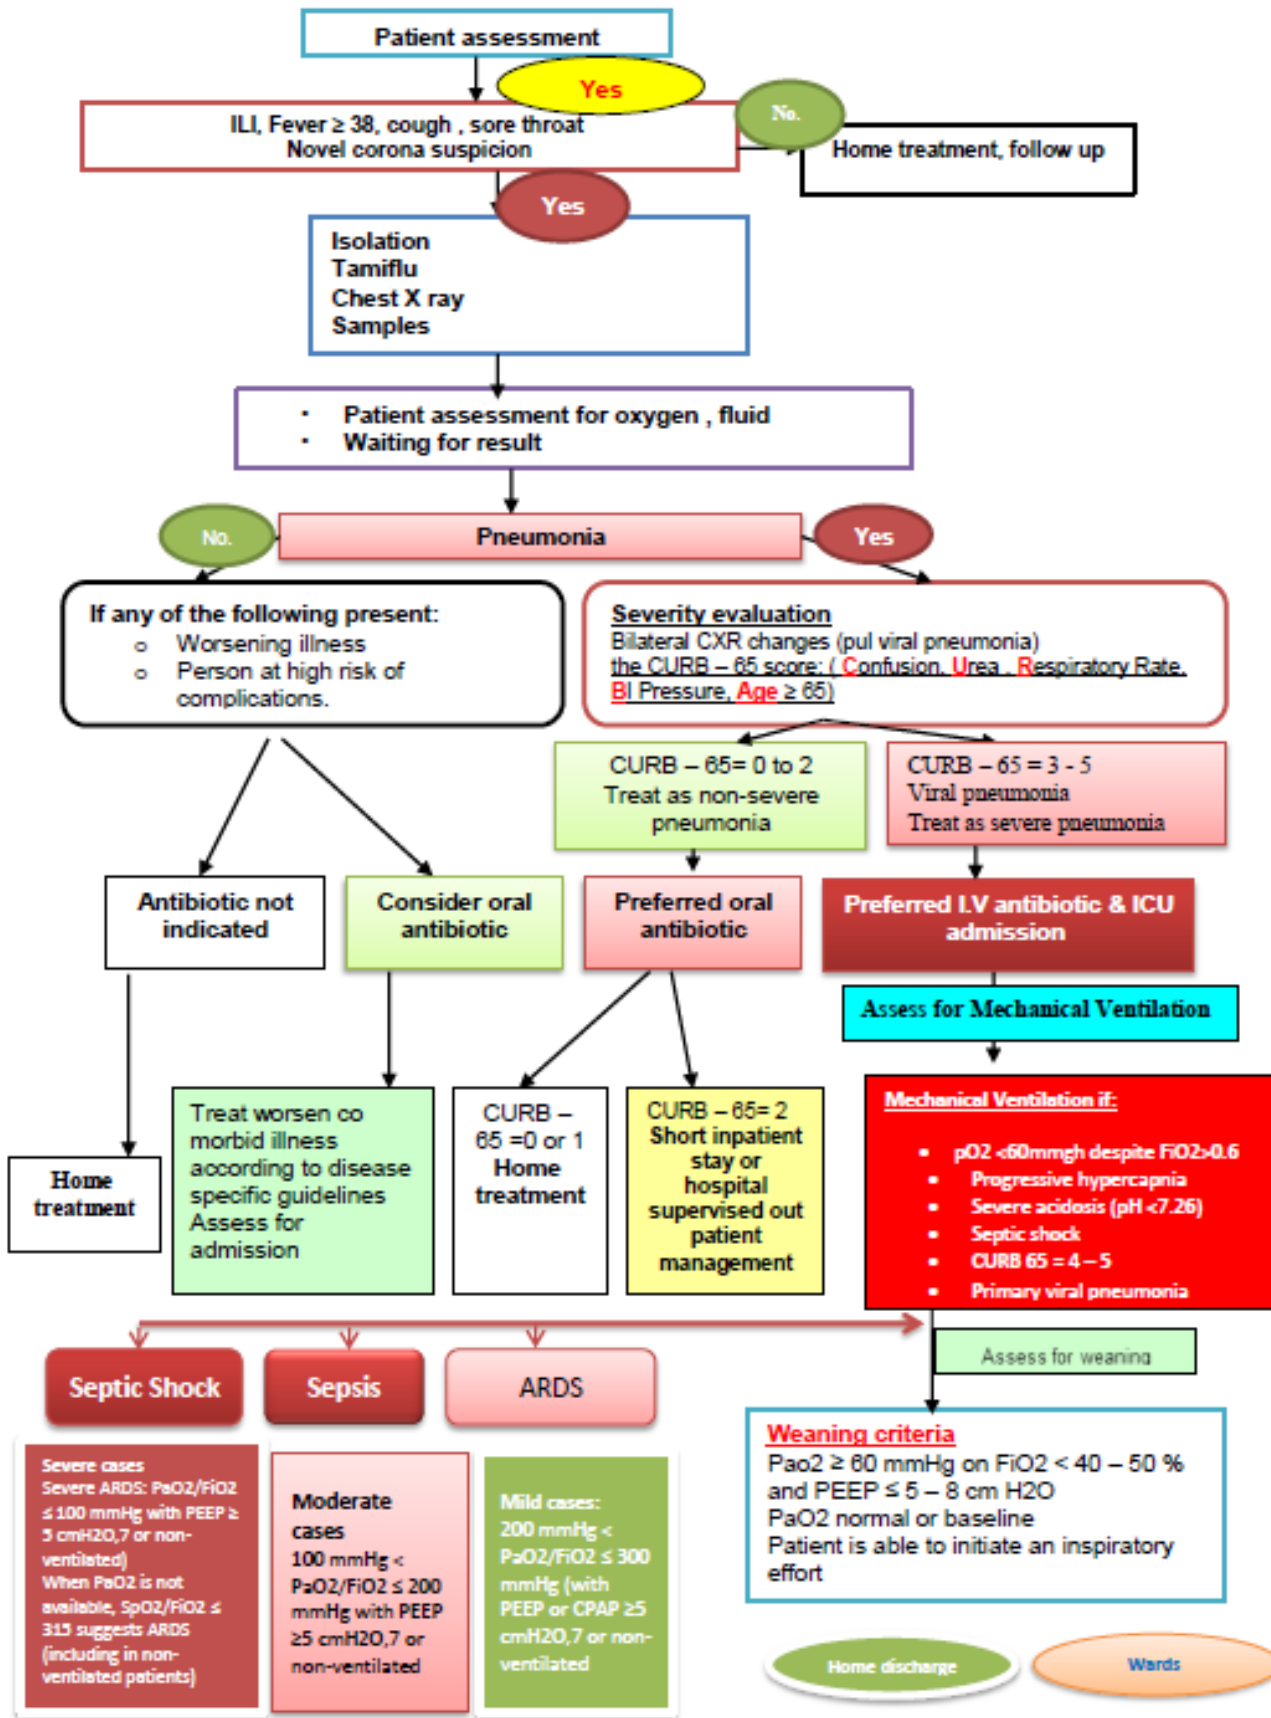 Patient assessment
Yes
ILI, Fever ≥ 38, cough , sore throat
Novel corona suspicion
No.
Home treatment, follow up
Yes
Isolation
Tamiflu
Chest X ray
Samples
▪ Patient assessment for oxygen , fluid
▪ Waiting for result
No.
Pneumonia
Yes
If any of the following present:
o Worsening illness
o Person at high risk of
complications.
Severity evaluation
Bilateral CXR changes (pul viral pneumonia)
the CURB – 65 score: ( Confusion, Urea , Respiratory Rate,
Bl Pressure, Age ≥ 65)
CURB – 65= 0 to 2
Treat as non-severe
pneumonia
CURB – 65 = 3 - 5
Viral pneumonia
Treat as severe pneumonia
Antibiotic not
indicated
Consider oral
antibiotic
Preferred oral
antibiotic
Preferred I.V antibiotic & ICU
admission
Assess for Mechanical Ventilation
Home
treatment
Treat worsen co
morbid illness
according to disease
specific guidelines
Assess for
admission
CURB –
65 =0 or 1
Home
treatment
CURB – 65= 2
Short inpatient
stay or
hospital
supervised out
patient
management
Mechanical Ventilation if:
• pO2 <60mmgh despite FiO2>0.6
• Progressive hypercapnia
• Severe acidosis (pH <7.26)
• Septic shock
• CURB 65 = 4 – 5
• Primary viral pneumonia
Assess for weaning
Septic Shock
Sepsis
ARDS
Severe cases
Severe ARDS: PaO2/FiO2
≤ 100 mmHg with PEEP ≥
5 cmH2O,7 or non-
ventilated)
When PaO2 is not
available, SpO2/FiO2 ≤
315 suggests ARDS
(including in non-
ventilated patients)
Moderate
cases
100 mmHg <
PaO2/FiO2 ≤ 200
mmHg with PEEP
≥5 cmH2O,7 or
non-ventilated
Mild cases:
200 mmHg <
PaO2/FiO2 ≤ 300
mmHg (with
PEEP or CPAP ≥5
cmH2O,7 or non-
ventilated
Weaning criteria
Pao2 ≥ 60 mmHg on FiO2 < 40 – 50 %
and PEEP ≤ 5 – 8 cm H2O
PaO2 normal or baseline
Patient is able to initiate an inspiratory
effort
Home discharge
Wards